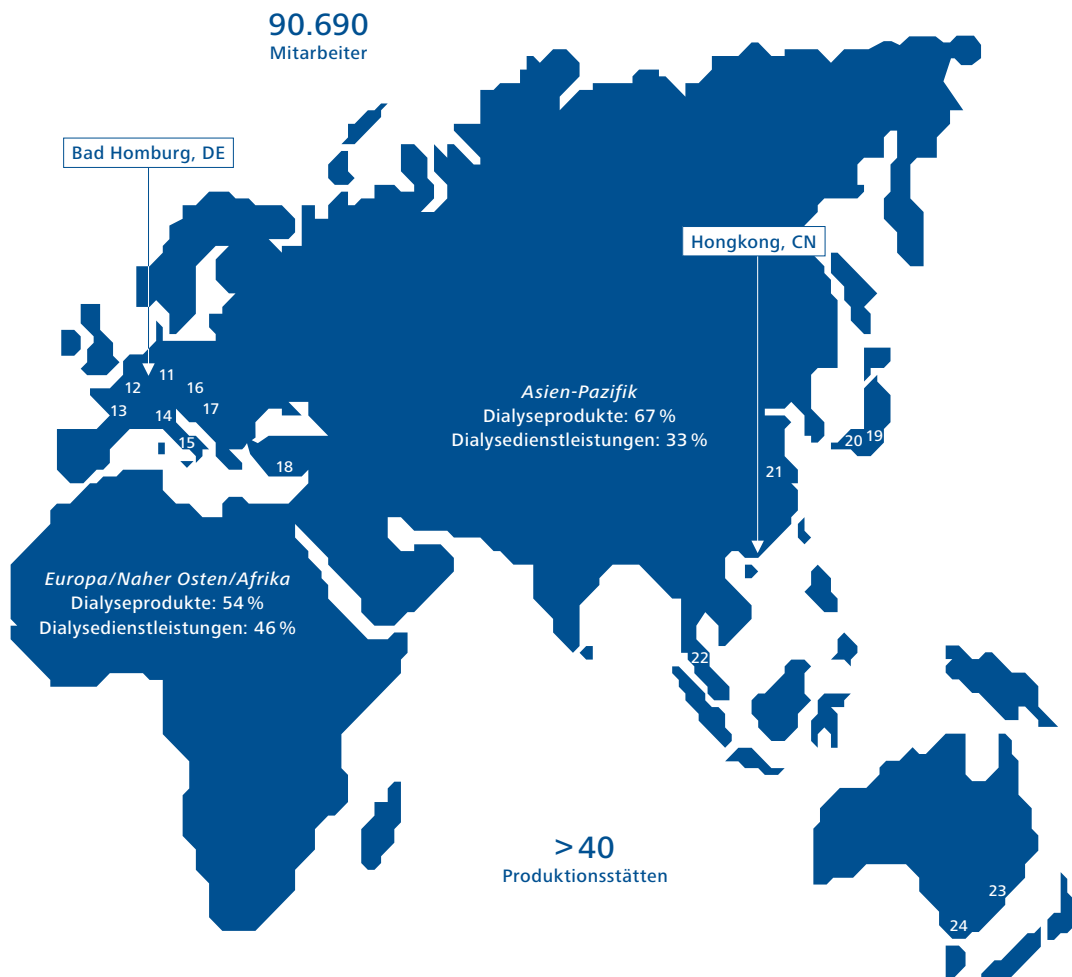 90.690
Mitarbeiter
Bad Homburg, DE
Hongkong, CN
11
12
16
13
14
17
15
18
Asien-Pazifik
Dialyseprodukte: 67 %
Dialysedienstleistungen: 33 %
20
19
21
Europa/Naher Osten/Afrika
Dialyseprodukte: 54 %
Dialysedienstleistungen: 46 %
22
>40
Produktionsstätten
23
24